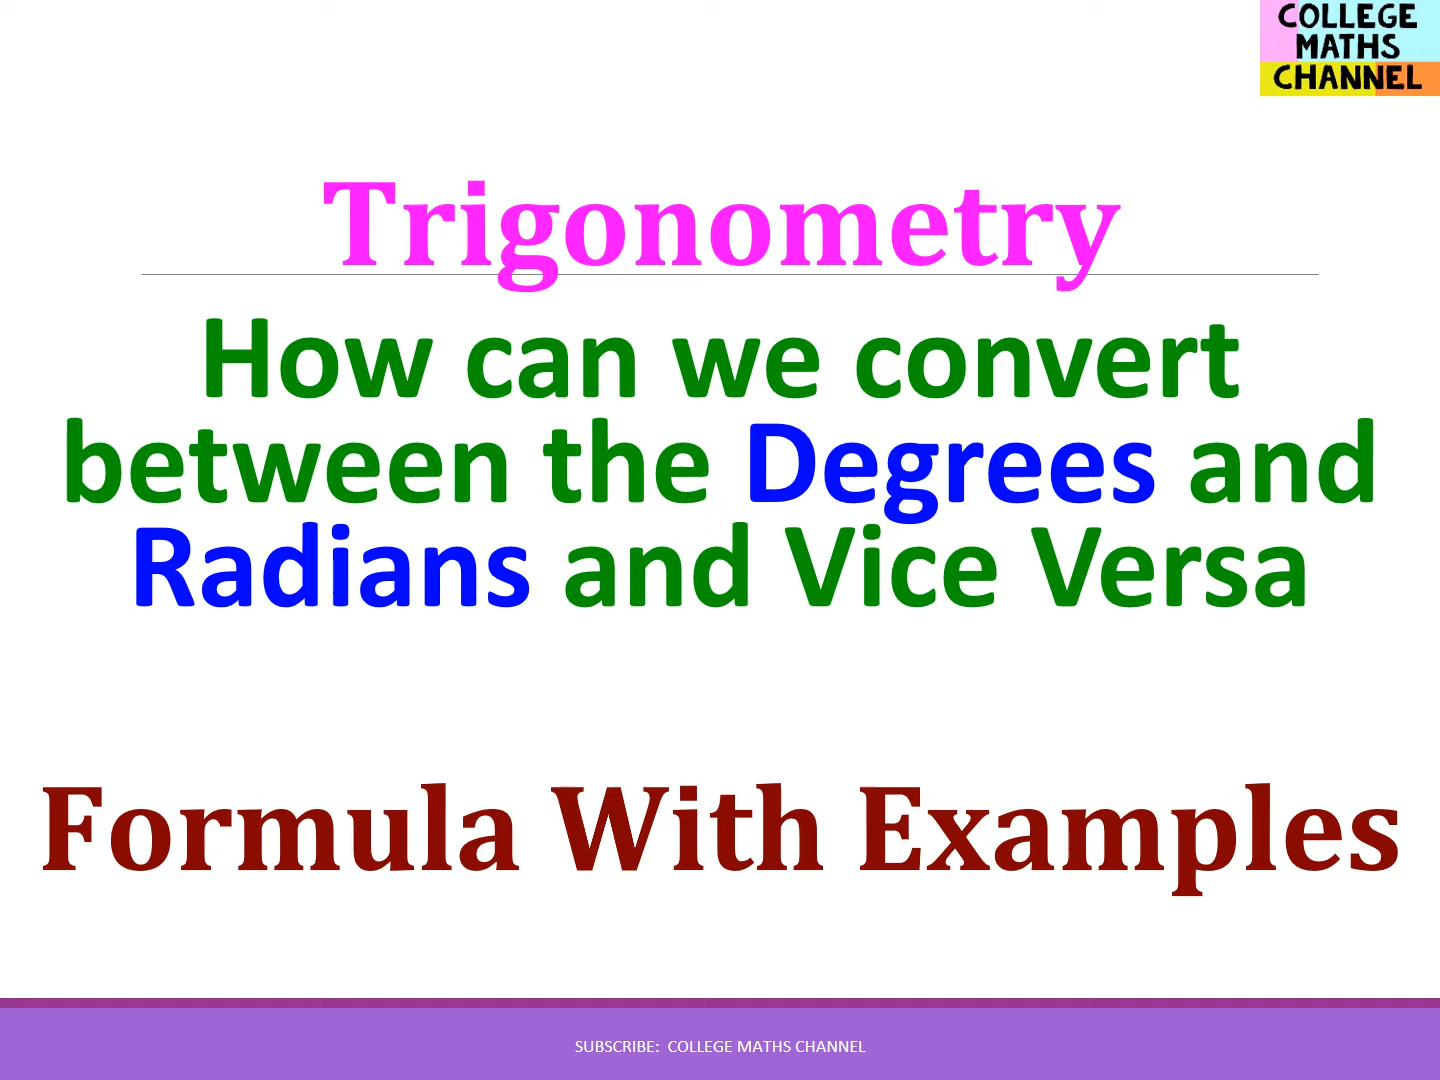 COLLEGE
MATHS
CHANNEL
Trigonometry
How can we convert
between the Degrees and
Radians and Vice Versa
Formula With Examples
SUBSCRIBE: COLLEGE MATHS CHANNEL